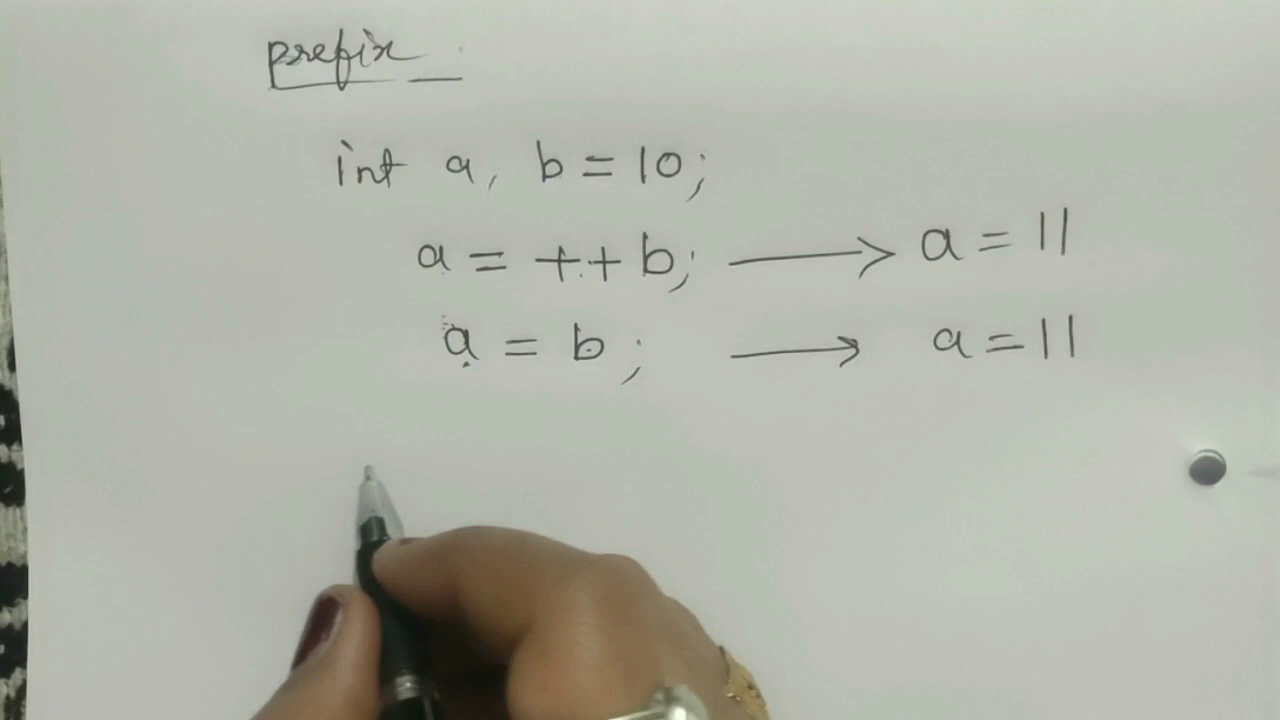 prefix
int a, b = 10;
a = ++b; → a = 11
a = b; → a = 11